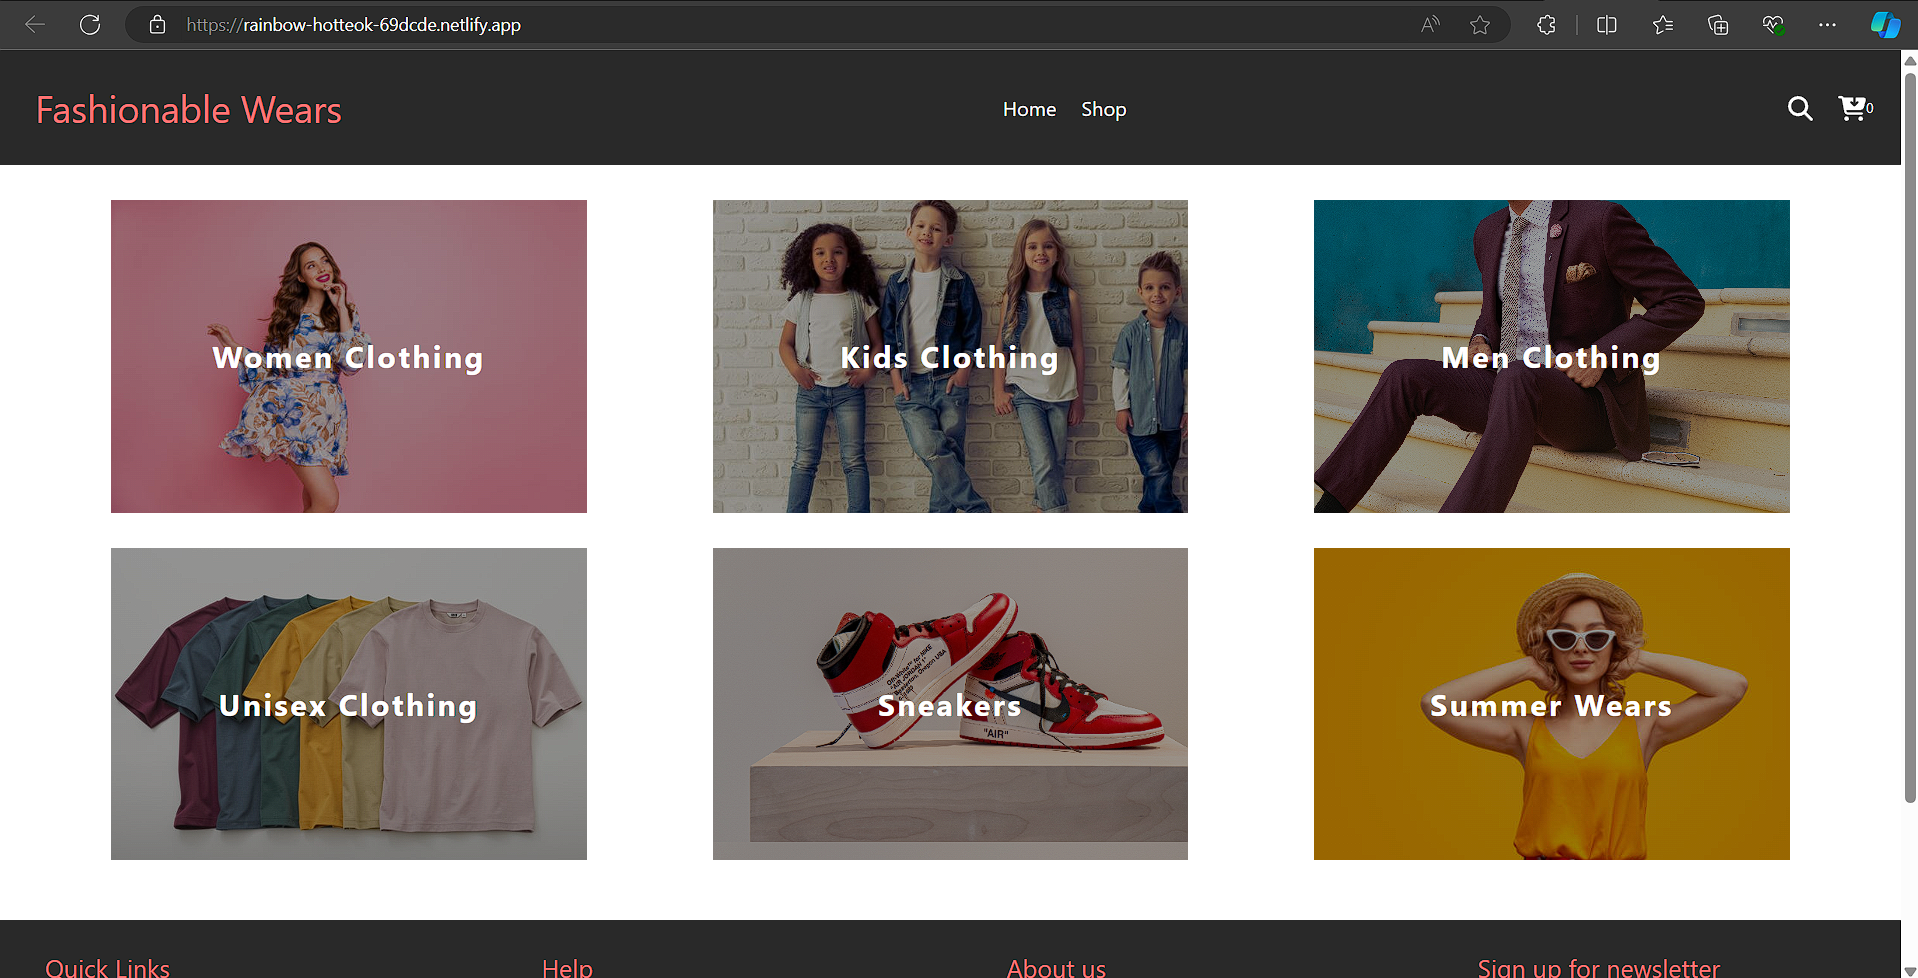 https://rainbow-hotteok-69dcde.netlify.app
Fashionable Wears
Home
Shop
0
Women Clothing
Kids Clothing
Men Clothing
Unisex Clothing
Sneakers
"AIR"
Summer Wears
Quick Links
Help
About us
Sign up for newsletter